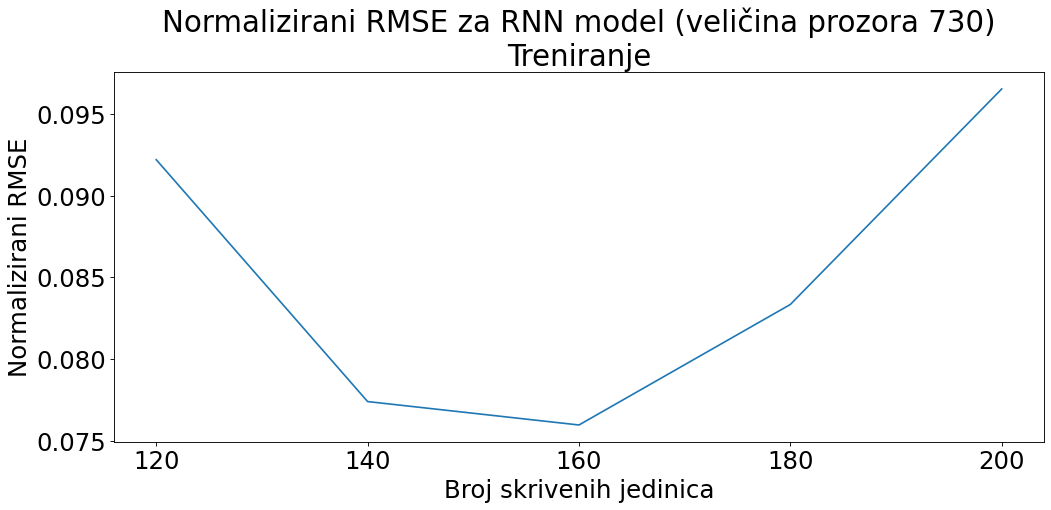 Normalizirani RMSE za RNN model (veličina prozora 730)
Treniranje
Normalizirani RMSE
0.095
0.090
0.085
0.080
0.075
120 140 160 180 200
Broj skrivenih jedinica